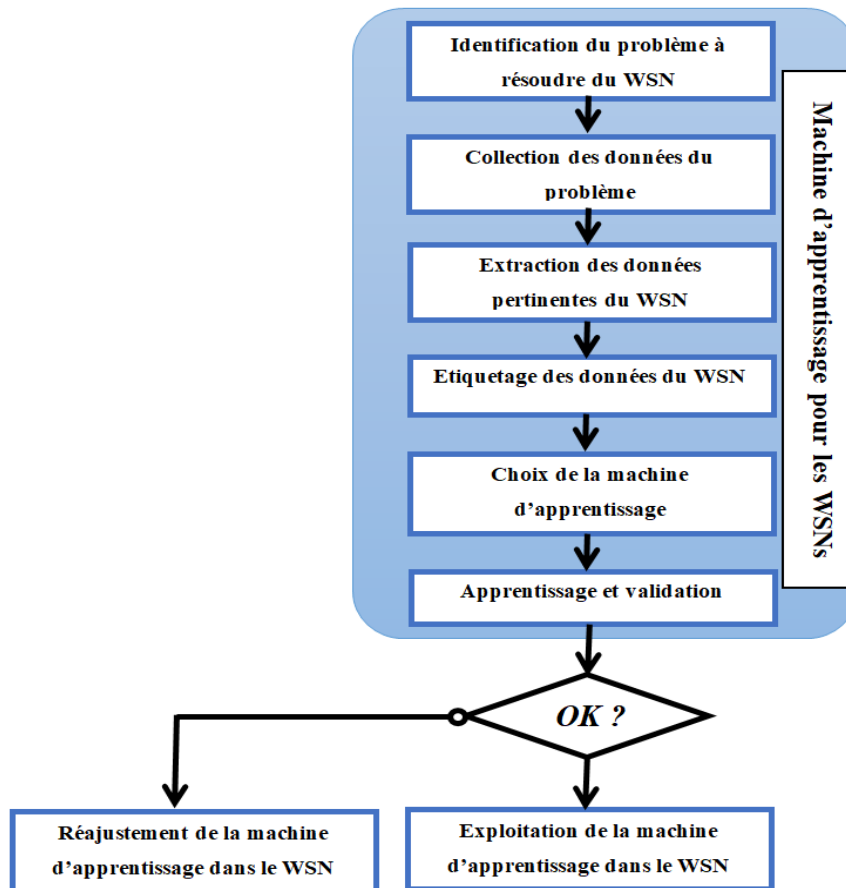 Identification du problème à
résoudre du WSN
Collection des données du
problème
Extraction des données
pertinentes du WSN
Etiquetage des données du WSN
Choix de la machine
d’apprentissage
Apprentissage et validation
Machine d’apprentissage pour les WSNs
OK ?
Réajustement de la machine
d’apprentissage dans le WSN
Exploitation de la machine
d’apprentissage dans le WSN